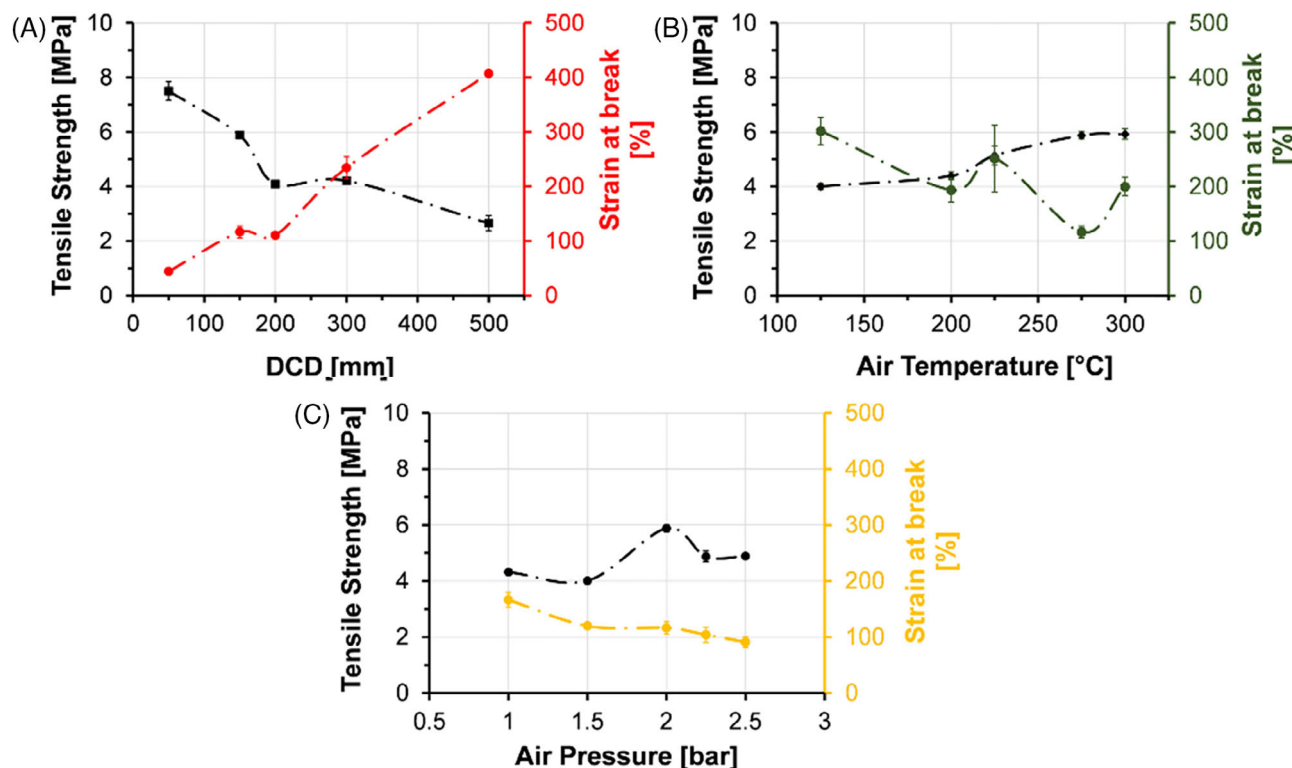 (A)
Tensile Strength [MPa]
10
8
6
4
2
0
500
400
300
200
100
0
Strain at break
[%]
0 100 200 300 400 500
DCD [mm]
(B)
Tensile Strength [MPa]
10
8
6
4
2
0
500
400
300
200
100
0
Strain at break
[%]
100 150 200 250 300
Air Temperature [°C]
(C)
Tensile Strength [MPa]
10
8
6
4
2
0
500
400
300
200
100
0
Strain at break
[%]
0.5 1 1.5 2 2.5 3
Air Pressure [bar]